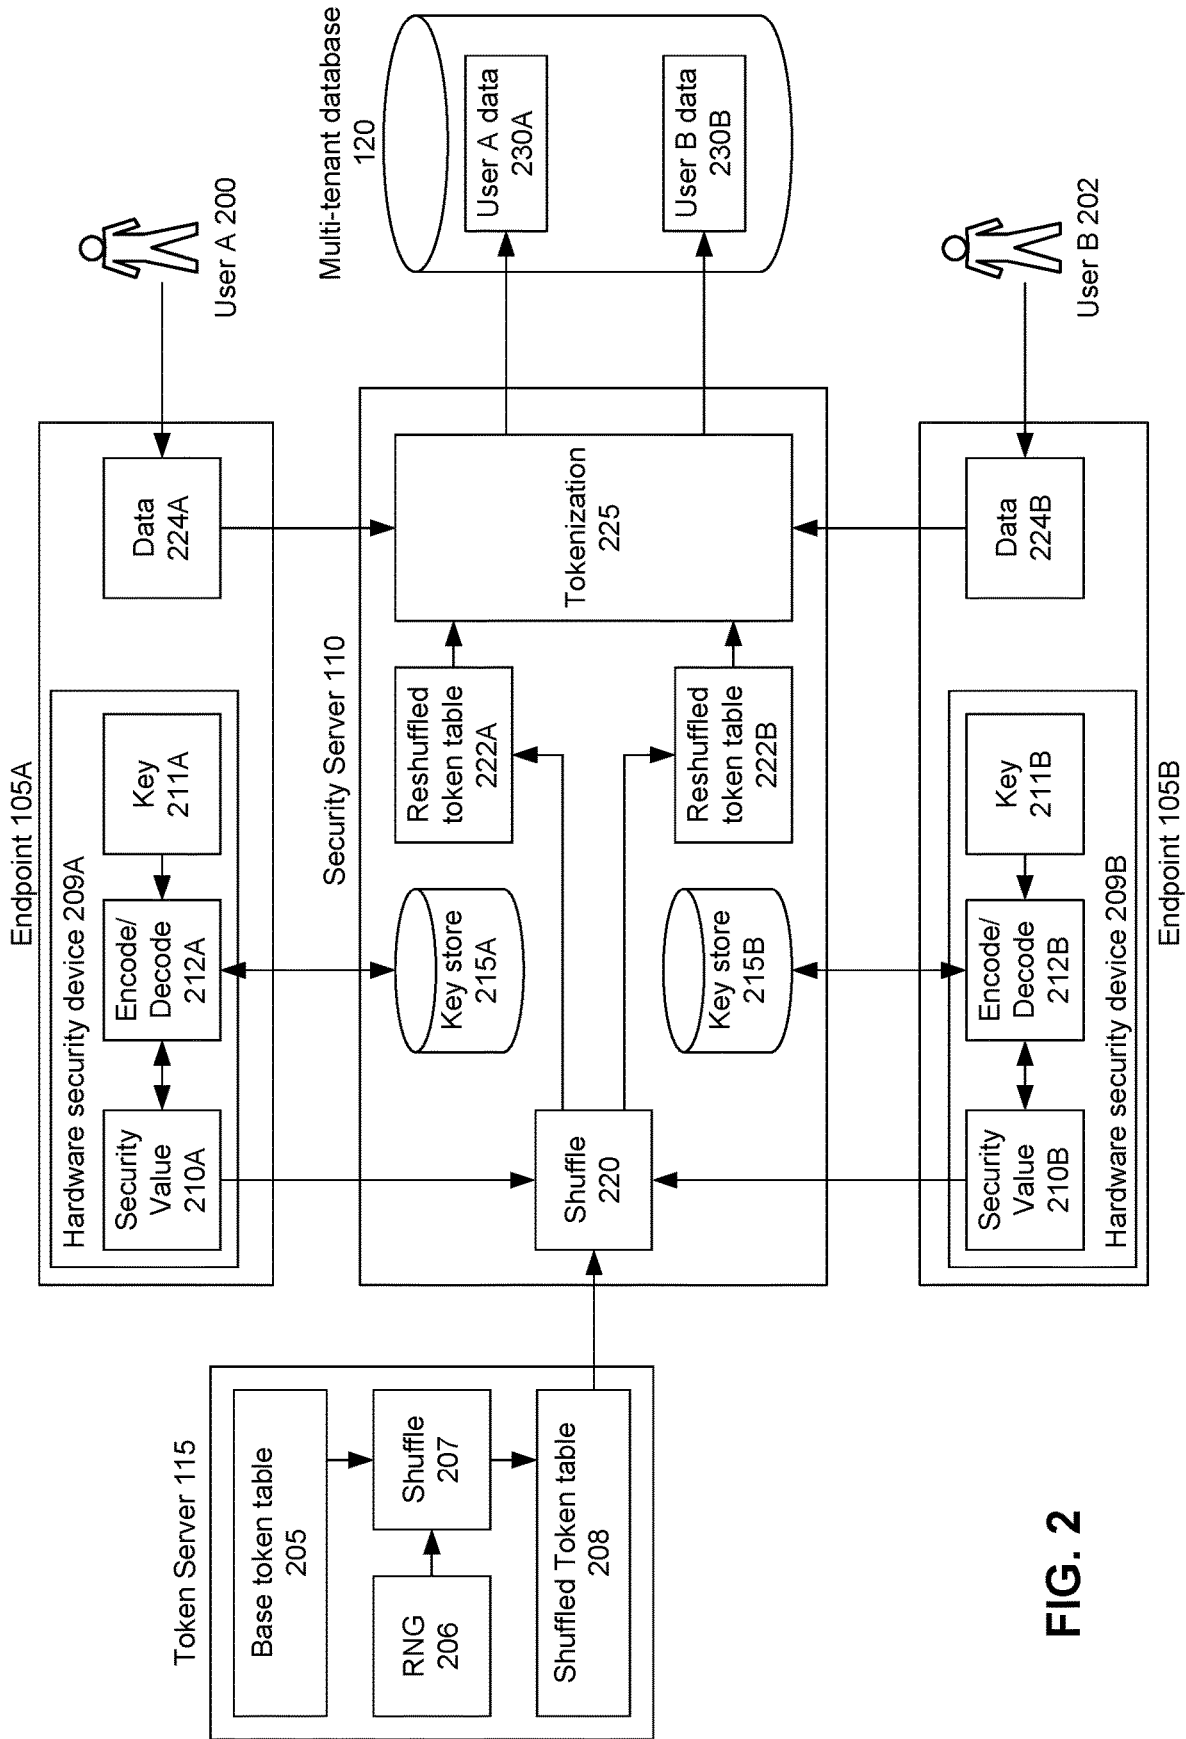 Endpoint 105A
Hardware security device 209A
Security
Value
210A
Encode/
Decode
212A
Key
211A
Data
224A
User A 200
Token Server 115
Base token table
205
RNG
206
Shuffle
207
Shuffled Token table
208
Security Server 110
Shuffle
220
Key store
215A
Key store
215B
Reshuffled
token table
222A
Reshuffled
token table
222B
Tokenization
225
Multi-tenant database
120
User A data
230A
User B data
230B
Security
Value
210B
Encode/
Decode
212B
Key
211B
Data
224B
User B 202
Hardware security device 209B
Endpoint 105B
FIG. 2